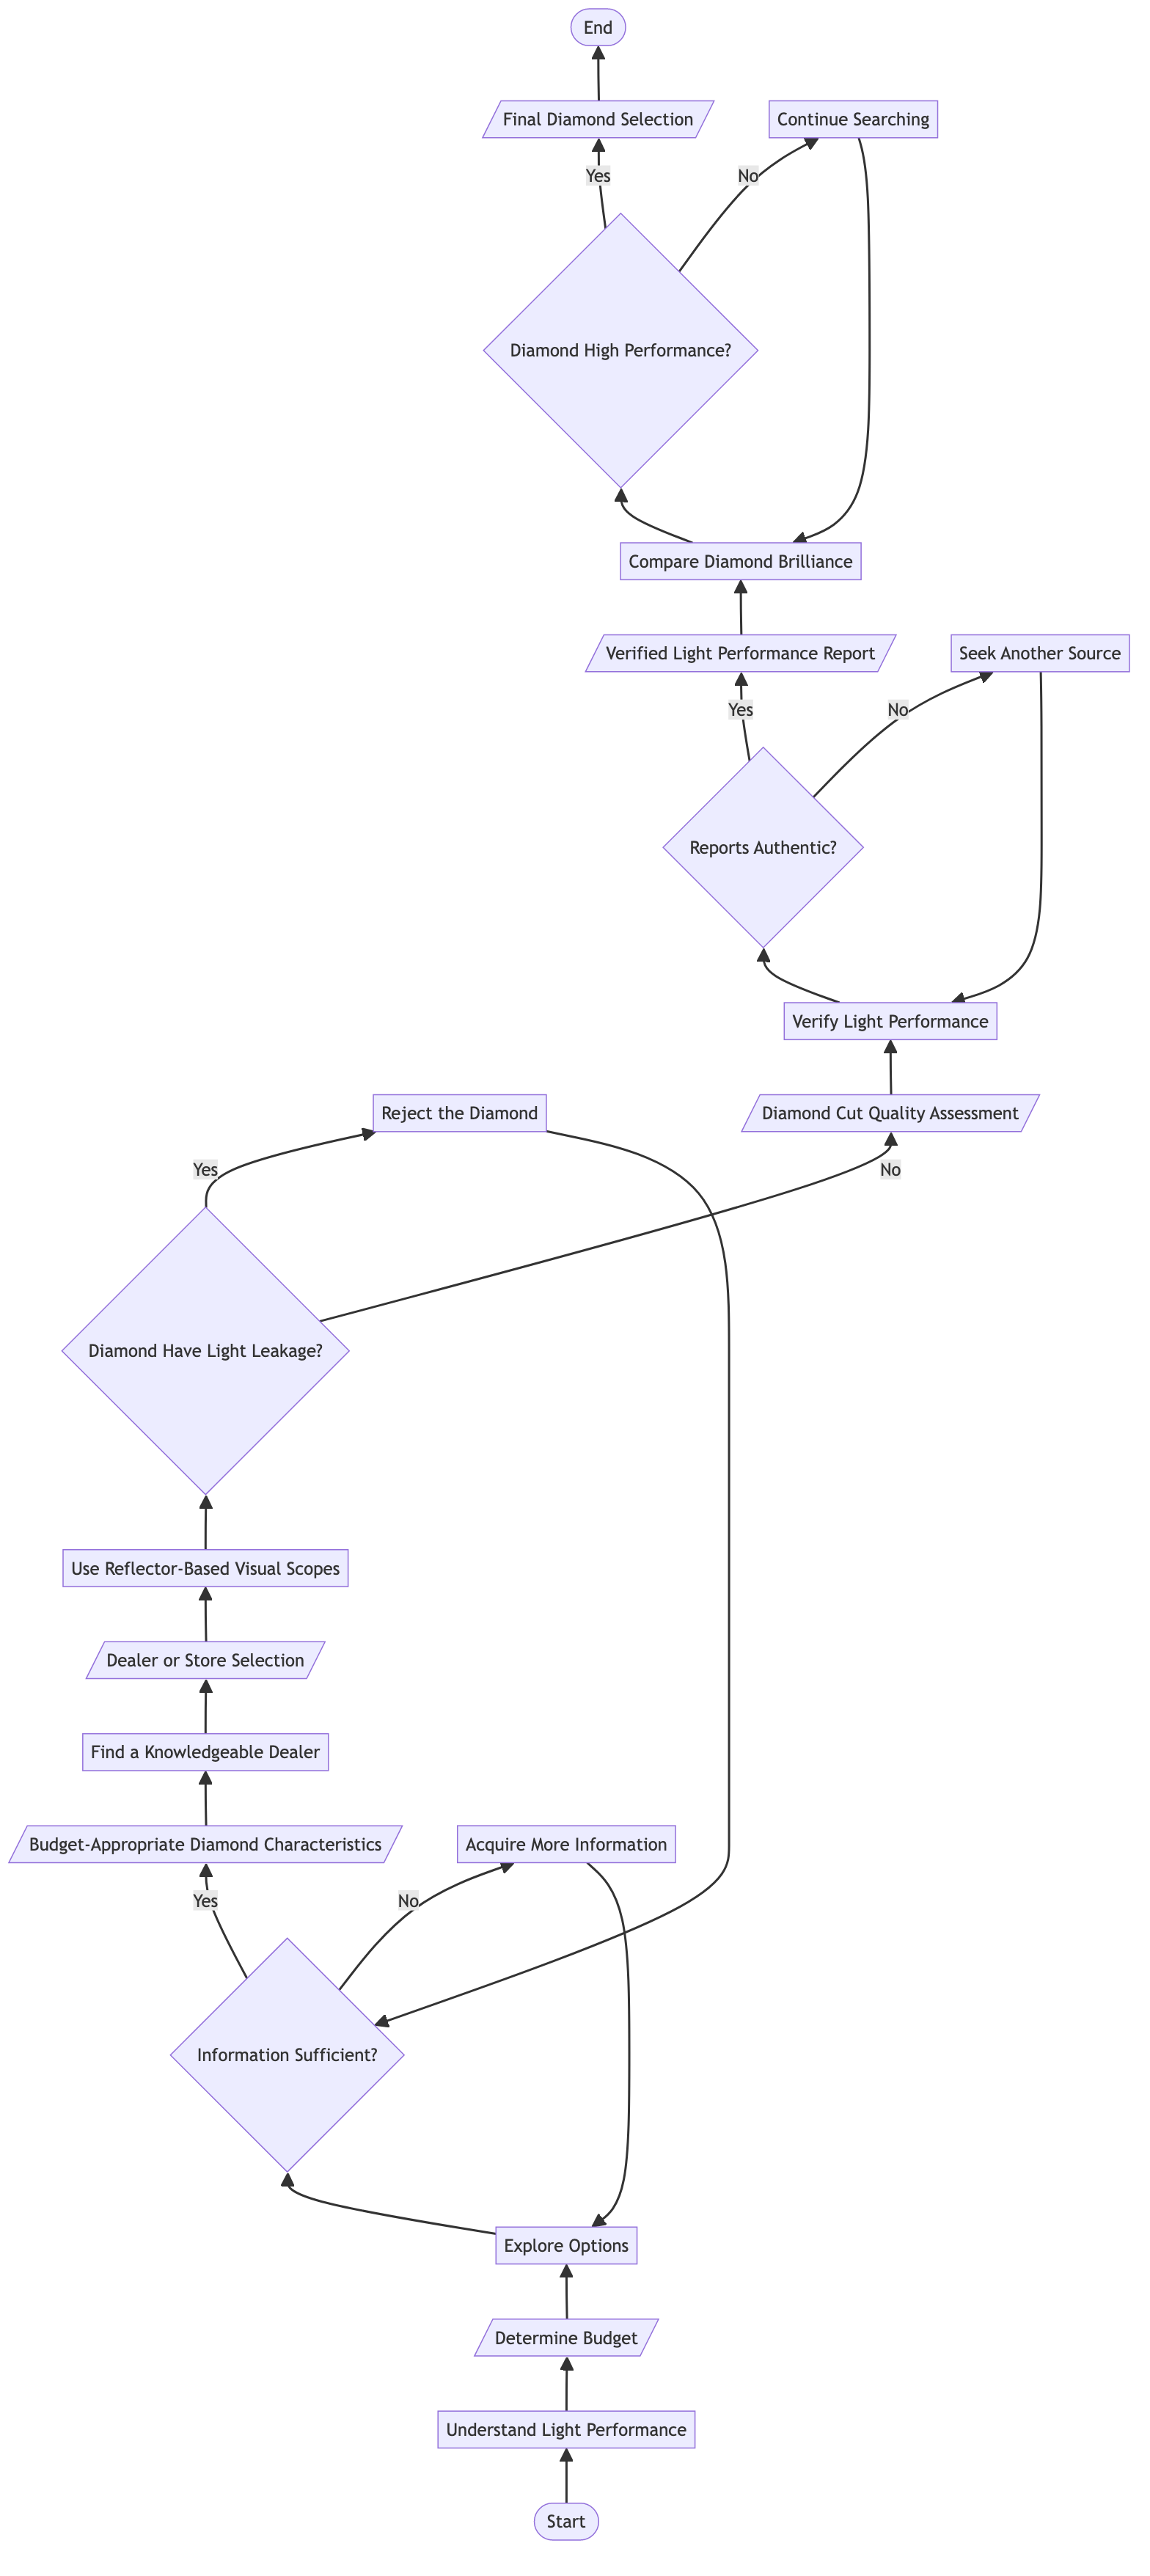 End
Final Diamond Selection
Continue Searching
Yes
No
Diamond High Performance?
Compare Diamond Brilliance
Verified Light Performance Report
Seek Another Source
Yes
No
Reports Authentic?
Verify Light Performance
Reject the Diamond
Diamond Cut Quality Assessment
Yes
No
Diamond Have Light Leakage?
Use Reflector-Based Visual Scopes
Dealer or Store Selection
Find a Knowledgeable Dealer
Budget-Appropriate Diamond Characteristics
Acquire More Information
Yes
No
Information Sufficient?
Explore Options
Determine Budget
Understand Light Performance
Start